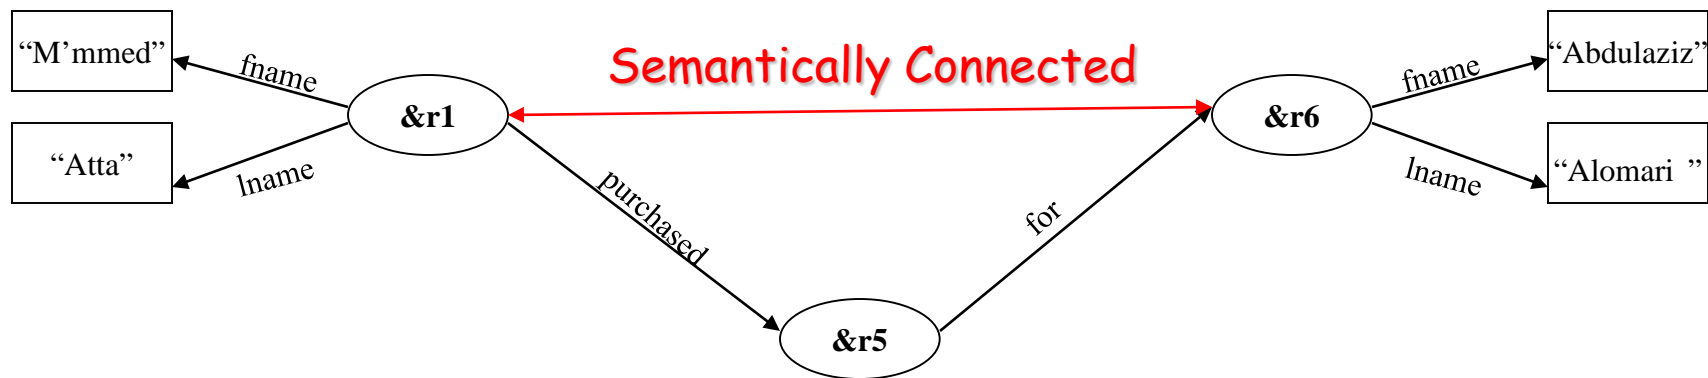 “M’mmed”
fname
Semantically Connected
fname
“Abdulaziz”
&r1
&r6
“Atta”
lname
lname
“Alomari ”
purchased
for
&r5